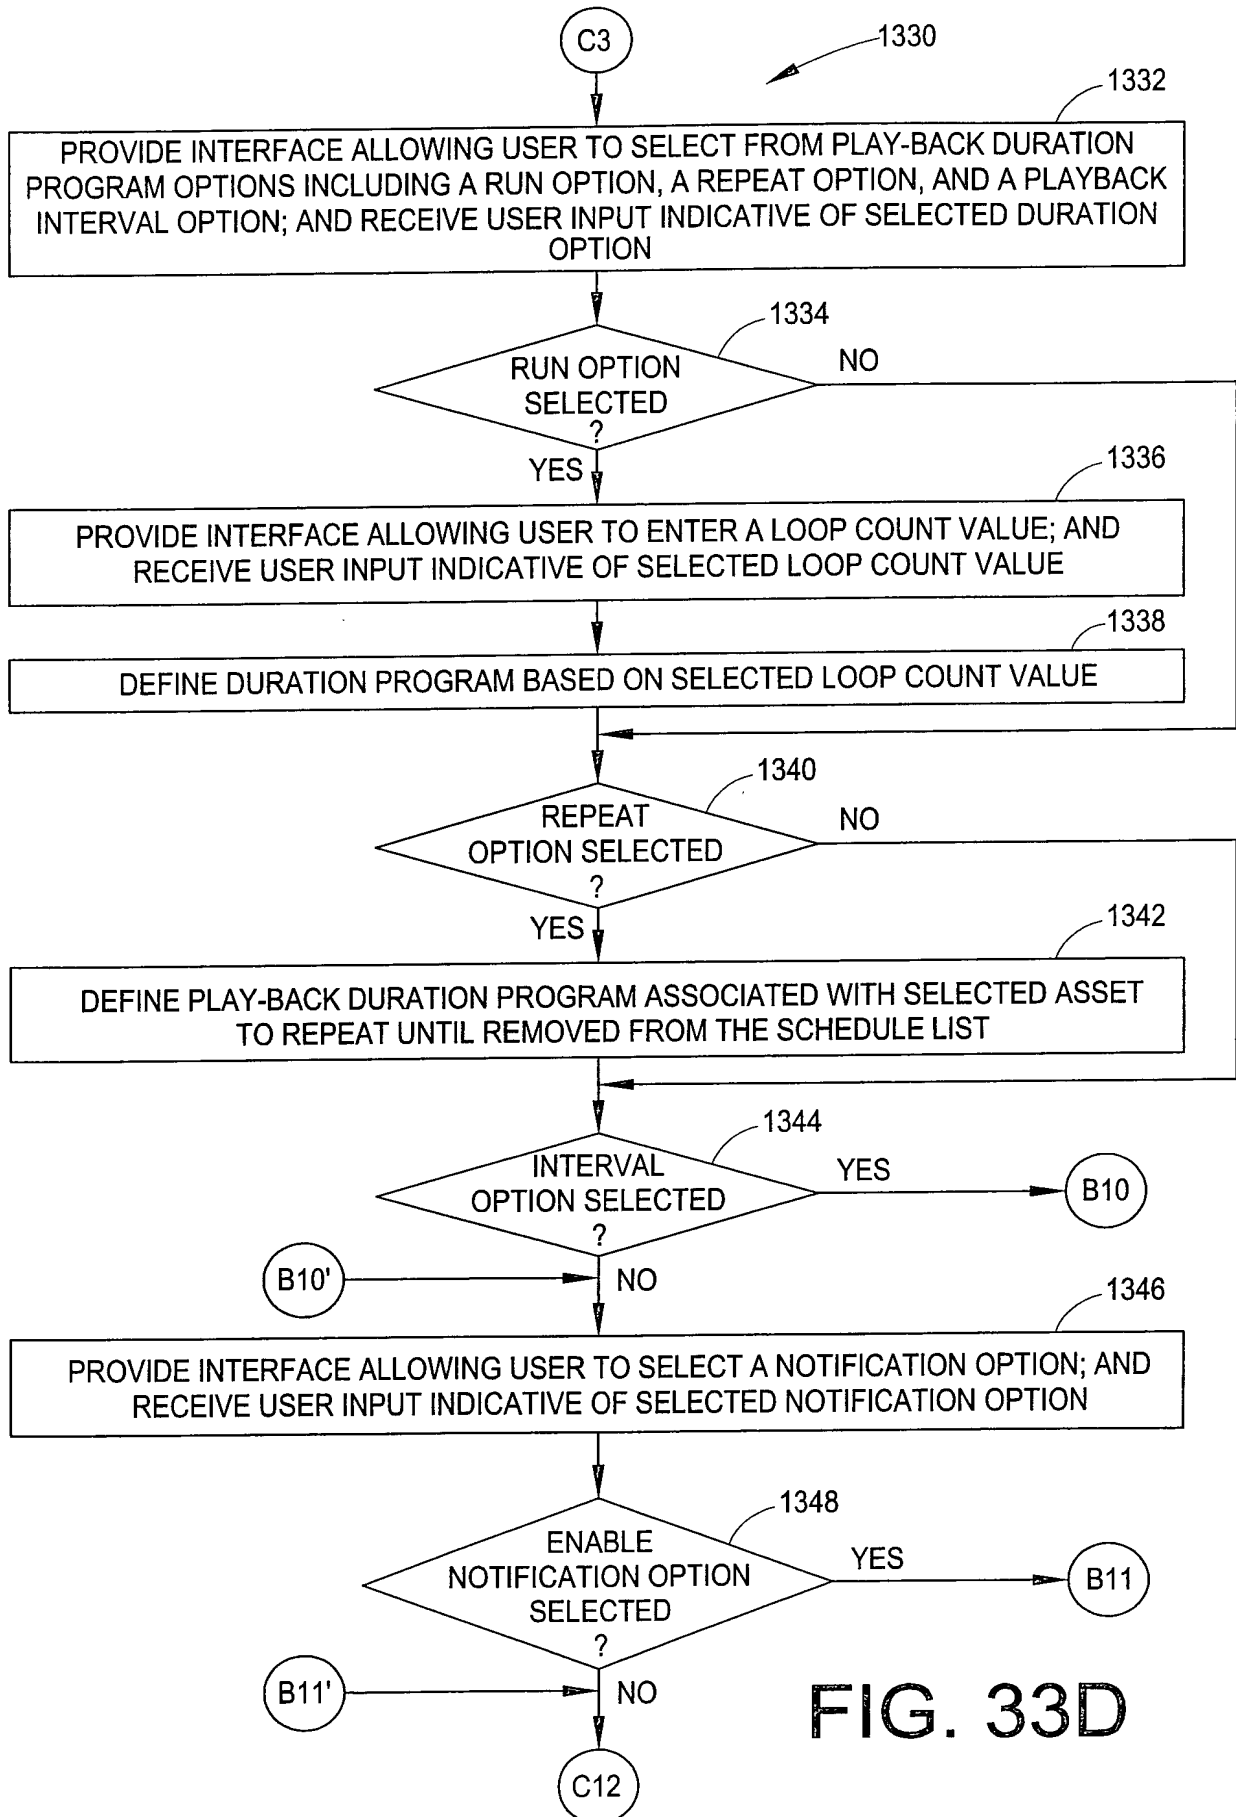 C3
1330
1332
PROVIDE INTERFACE ALLOWING USER TO SELECT FROM PLAY-BACK DURATION
PROGRAM OPTIONS INCLUDING A RUN OPTION, A REPEAT OPTION, AND A PLAYBACK
INTERVAL OPTION; AND RECEIVE USER INPUT INDICATIVE OF SELECTED DURATION
OPTION
1334
RUN OPTION
SELECTED
?
NO
YES
1336
PROVIDE INTERFACE ALLOWING USER TO ENTER A LOOP COUNT VALUE; AND
RECEIVE USER INPUT INDICATIVE OF SELECTED LOOP COUNT VALUE
1338
DEFINE DURATION PROGRAM BASED ON SELECTED LOOP COUNT VALUE
1340
REPEAT
OPTION SELECTED
?
NO
YES
1342
DEFINE PLAY-BACK DURATION PROGRAM ASSOCIATED WITH SELECTED ASSET
TO REPEAT UNTIL REMOVED FROM THE SCHEDULE LIST
1344
INTERVAL
OPTION SELECTED
?
YES
B10
B10'
NO
1346
PROVIDE INTERFACE ALLOWING USER TO SELECT A NOTIFICATION OPTION; AND
RECEIVE USER INPUT INDICATIVE OF SELECTED NOTIFICATION OPTION
1348
ENABLE
NOTIFICATION OPTION
SELECTED
?
YES
B11
B11'
NO
C12
FIG. 33D